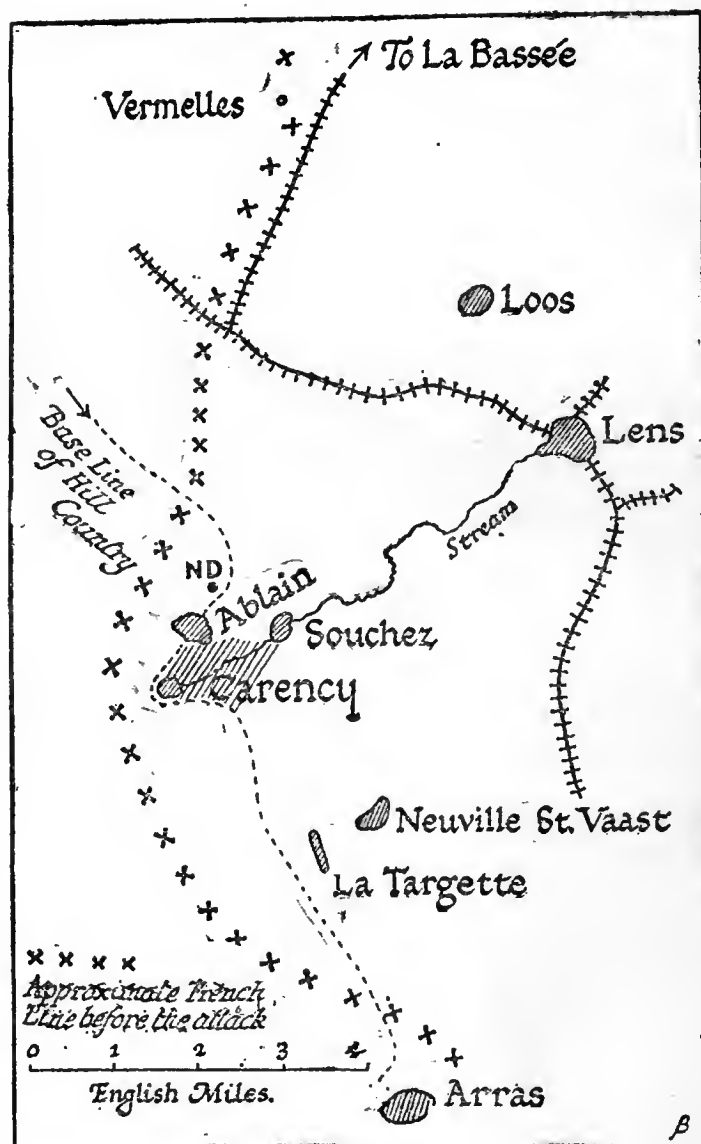 To La Bassée
Vermelles
Loos
Lens
Base Line
of Hill
Country
Stream
ND
Ablain
Souchez
Carency
Neuville St. Vaast
La Targette
Approximate French
Line before the attack
0 1 2 3 4
English Miles.
Arras
β